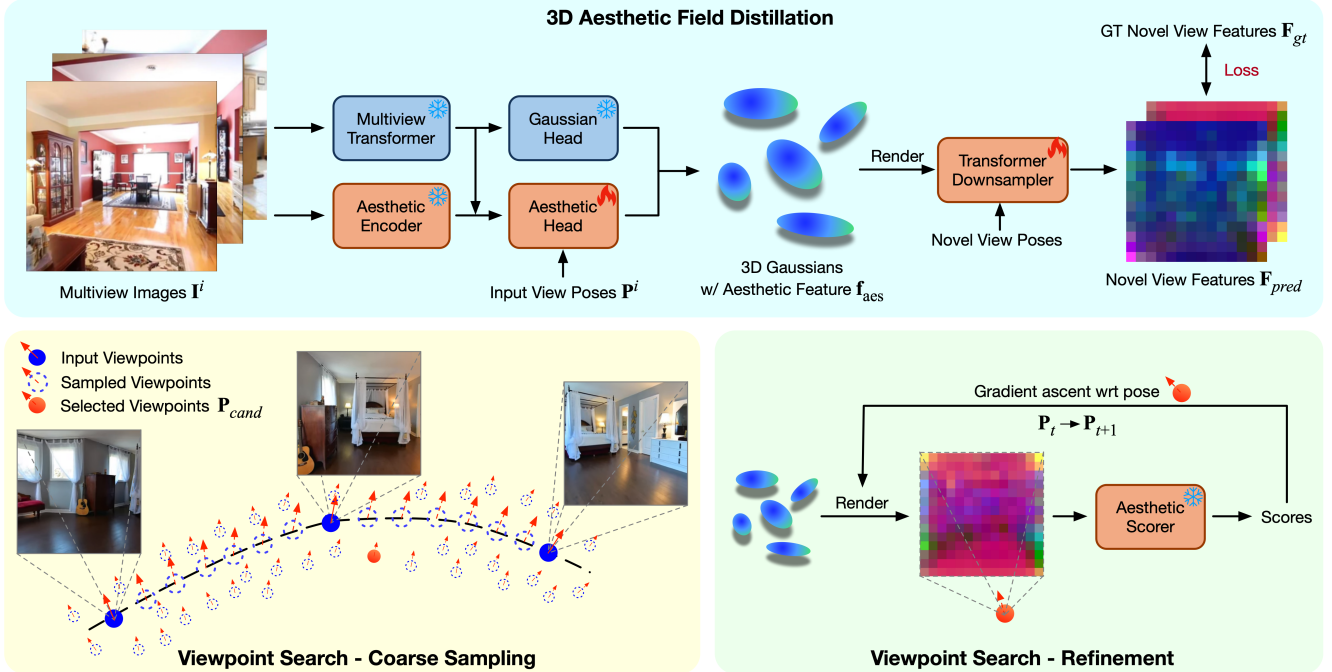 3D Aesthetic Field Distillation
GT Novel View Features F_gt
Loss
Multiview
Transformer
Gaussian
Head
Aesthetic
Encoder
Aesthetic
Head
Render
Transformer
Downsampler
Novel View Poses
Multiview Images I^i
Input View Poses P^i
3D Gaussians
w/ Aesthetic Feature f_aes
Novel View Features F_pred
Input Viewpoints
Sampled Viewpoints
Selected Viewpoints P_cand
Viewpoint Search - Coarse Sampling
Gradient ascent wrt pose
P_t → P_t+1
Render
Aesthetic
Scorer
Scores
Viewpoint Search - Refinement